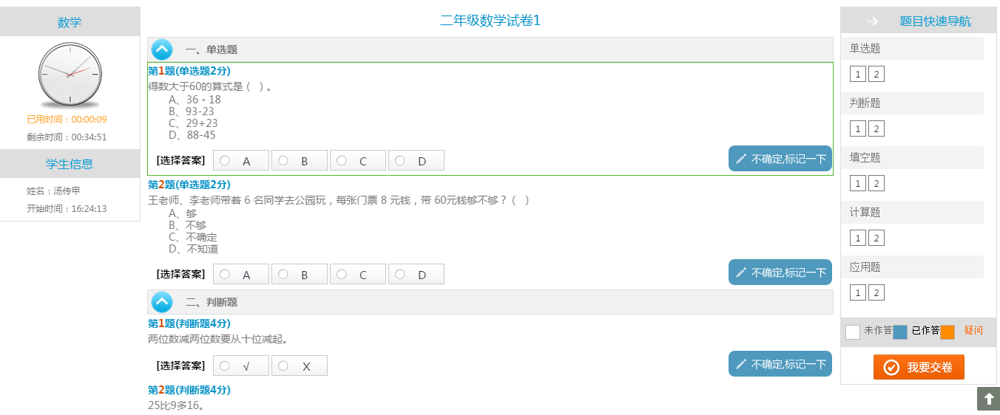 数学
已用时间：00:00:09
剩余时间：00:34:51
学生信息
姓名：汤传甲
开始时间：16:24:13
二年级数学试卷1
一、单选题
第1题(单选题2分)
得数大于60的算式是（ ）。
A、36﹢18
B、93-23
C、29+23
D、88-45
[选择答案] A B C D 不确定,标记一下
第2题(单选题2分)
王老师、李老师带着 6 名同学去公园玩，每张门票 8 元钱，带 60元钱够不够？（ ）
A、够
B、不够
C、不确定
D、不知道
[选择答案] A B C D 不确定,标记一下
二、判断题
第1题(判断题4分)
两位数减两位数要从十位减起。
[选择答案] √ X 不确定,标记一下
第2题(判断题4分)
25比9多16。
题目快速导航
单选题
1 2
判断题
1 2
填空题
1 2
计算题
1 2
应用题
1 2
未作答 已作答 疑问
我要交卷